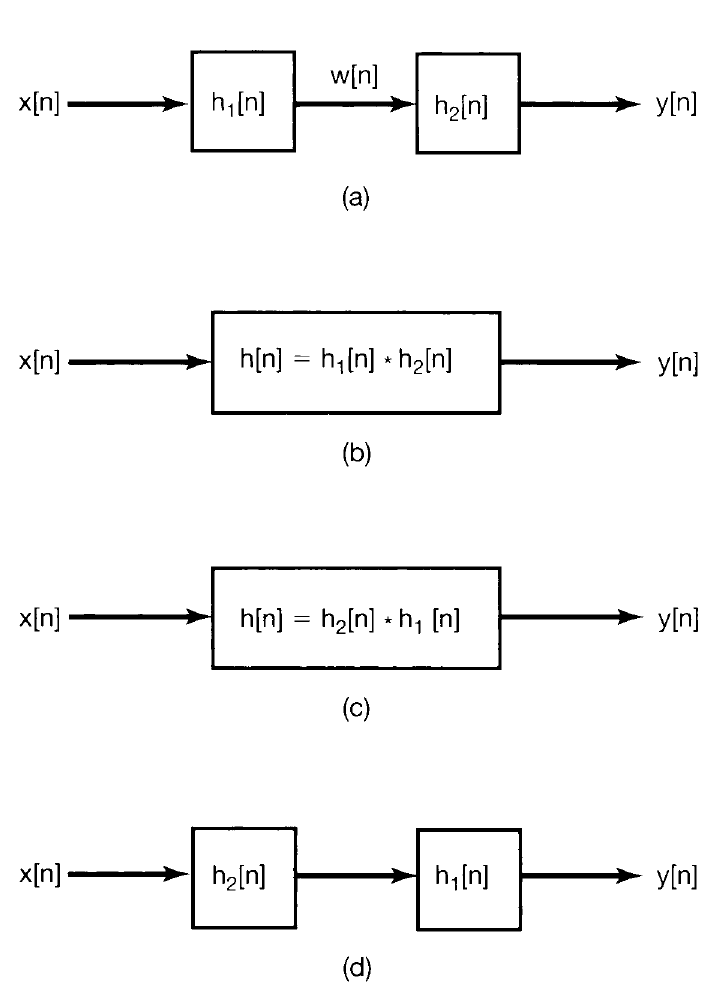 x[n] h₁[n] w[n] h₂[n] y[n]
(a)
x[n] h[n] = h₁[n] * h₂[n] y[n]
(b)
x[n] h[n] = h₂[n] * h₁ [n] y[n]
(c)
x[n] h₂[n] h₁[n] y[n]
(d)